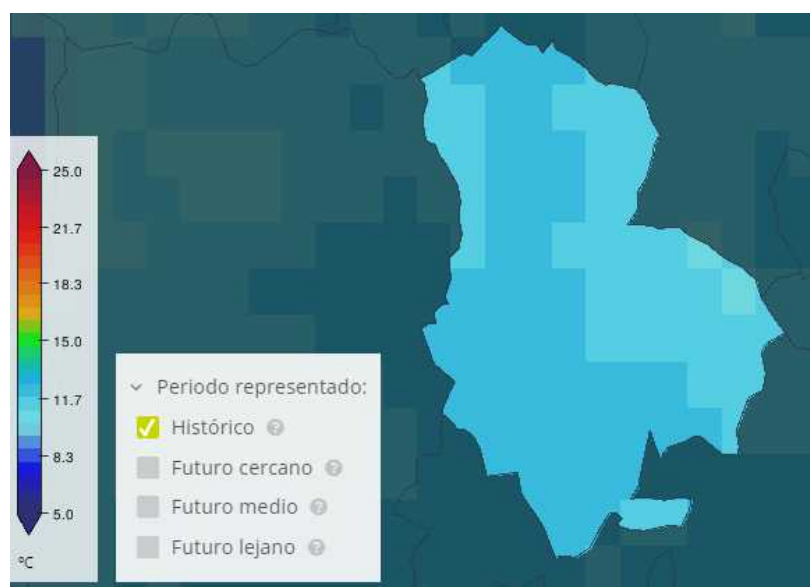 25.0
21.7
18.3
15.0
11.7
8.3
5.0
ºC
Periodo representado:
Histórico ?
Futuro cercano ?
Futuro medio ?
Futuro lejano ?